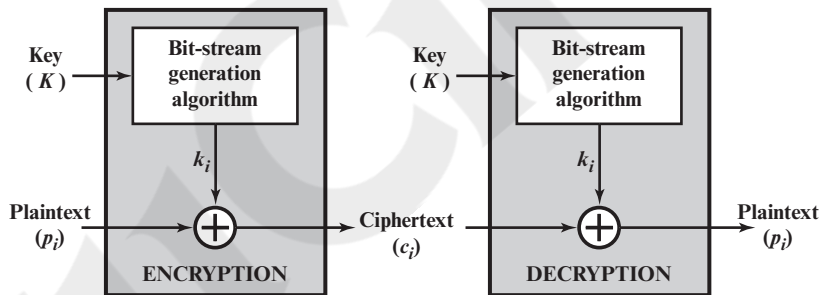 Key
( K )
Bit-stream
generation
algorithm
k_i
Plaintext
(p_i)
+
ENCRYPTION
Ciphertext
(c_i)
Key
( K )
Bit-stream
generation
algorithm
k_i
+
DECRYPTION
Plaintext
(p_i)